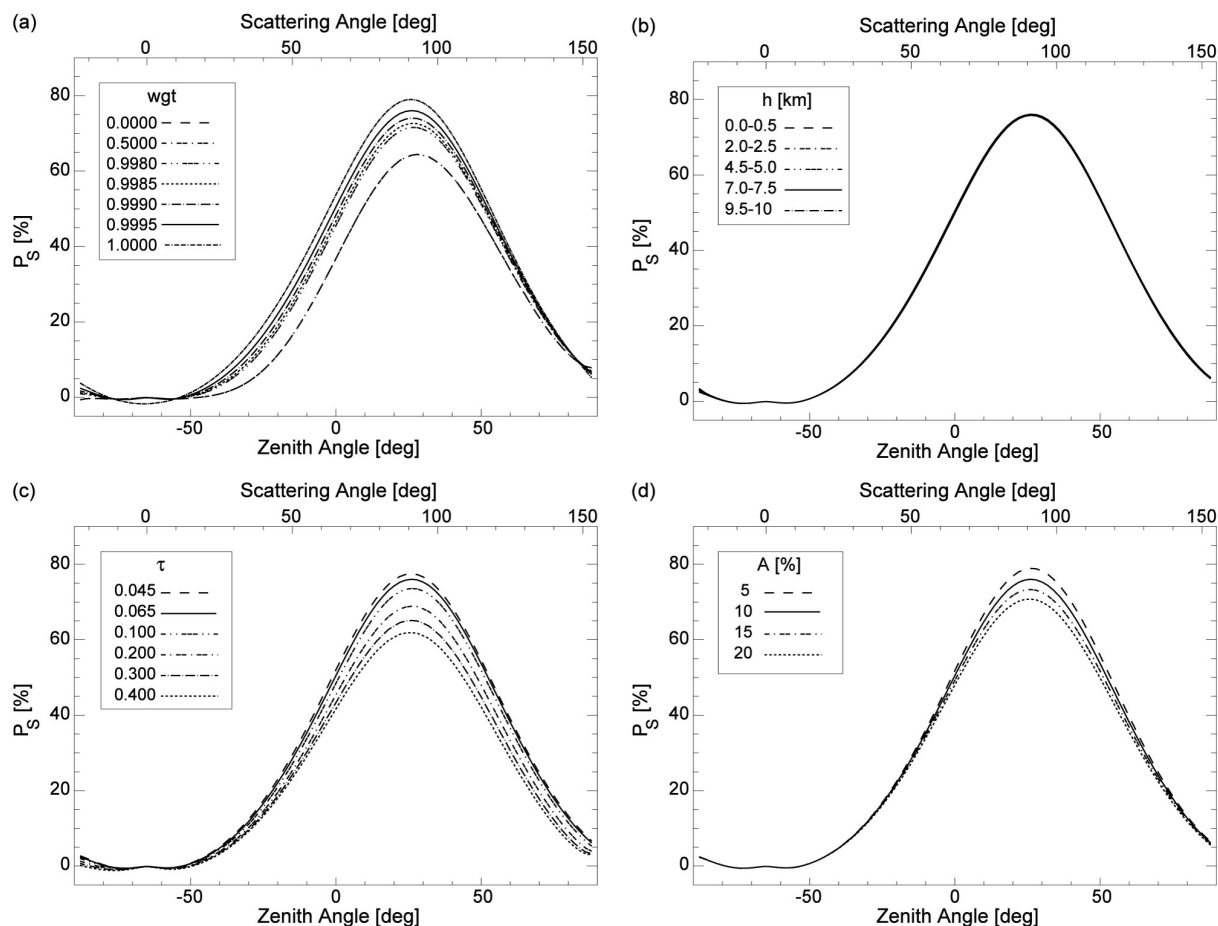 (a)
Scattering Angle [deg]
0 50 100 150
wgt
0.0000
0.5000
0.9980
0.9985
0.9990
0.9995
1.0000
80
60
40
20
0
P_S [%]
-50 0 50
Zenith Angle [deg]
(b)
Scattering Angle [deg]
0 50 100 150
h [km]
0.0-0.5
2.0-2.5
4.5-5.0
7.0-7.5
9.5-10
80
60
40
20
0
P_S [%]
-50 0 50
Zenith Angle [deg]
(c)
Scattering Angle [deg]
0 50 100 150
τ
0.045
0.065
0.100
0.200
0.300
0.400
80
60
40
20
0
P_S [%]
-50 0 50
Zenith Angle [deg]
(d)
Scattering Angle [deg]
0 50 100 150
A [%]
5
10
15
20
80
60
40
20
0
P_S [%]
-50 0 50
Zenith Angle [deg]